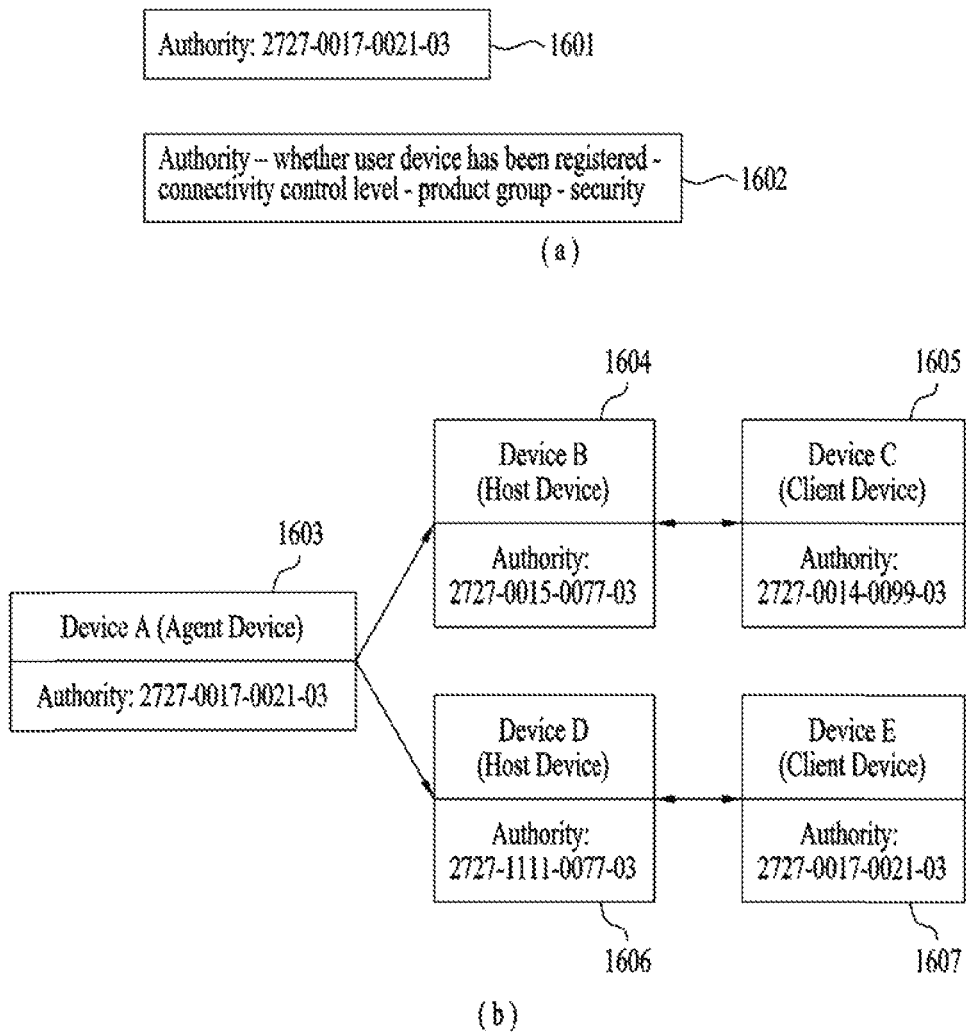 Authority: 2727-0017-0021-03
1601
Authority – whether user device has been registered -
connectivity control level - product group - security
1602
(a)
1604
1605
Device B
(Host Device)
Device C
(Client Device)
1603
Authority:
2727-0015-0077-03
Authority:
2727-0014-0099-03
Device A (Agent Device)
Authority: 2727-0017-0021-03
Device D
(Host Device)
Device E
(Client Device)
Authority:
2727-1111-0077-03
Authority:
2727-0017-0021-03
1606
1607
(b)